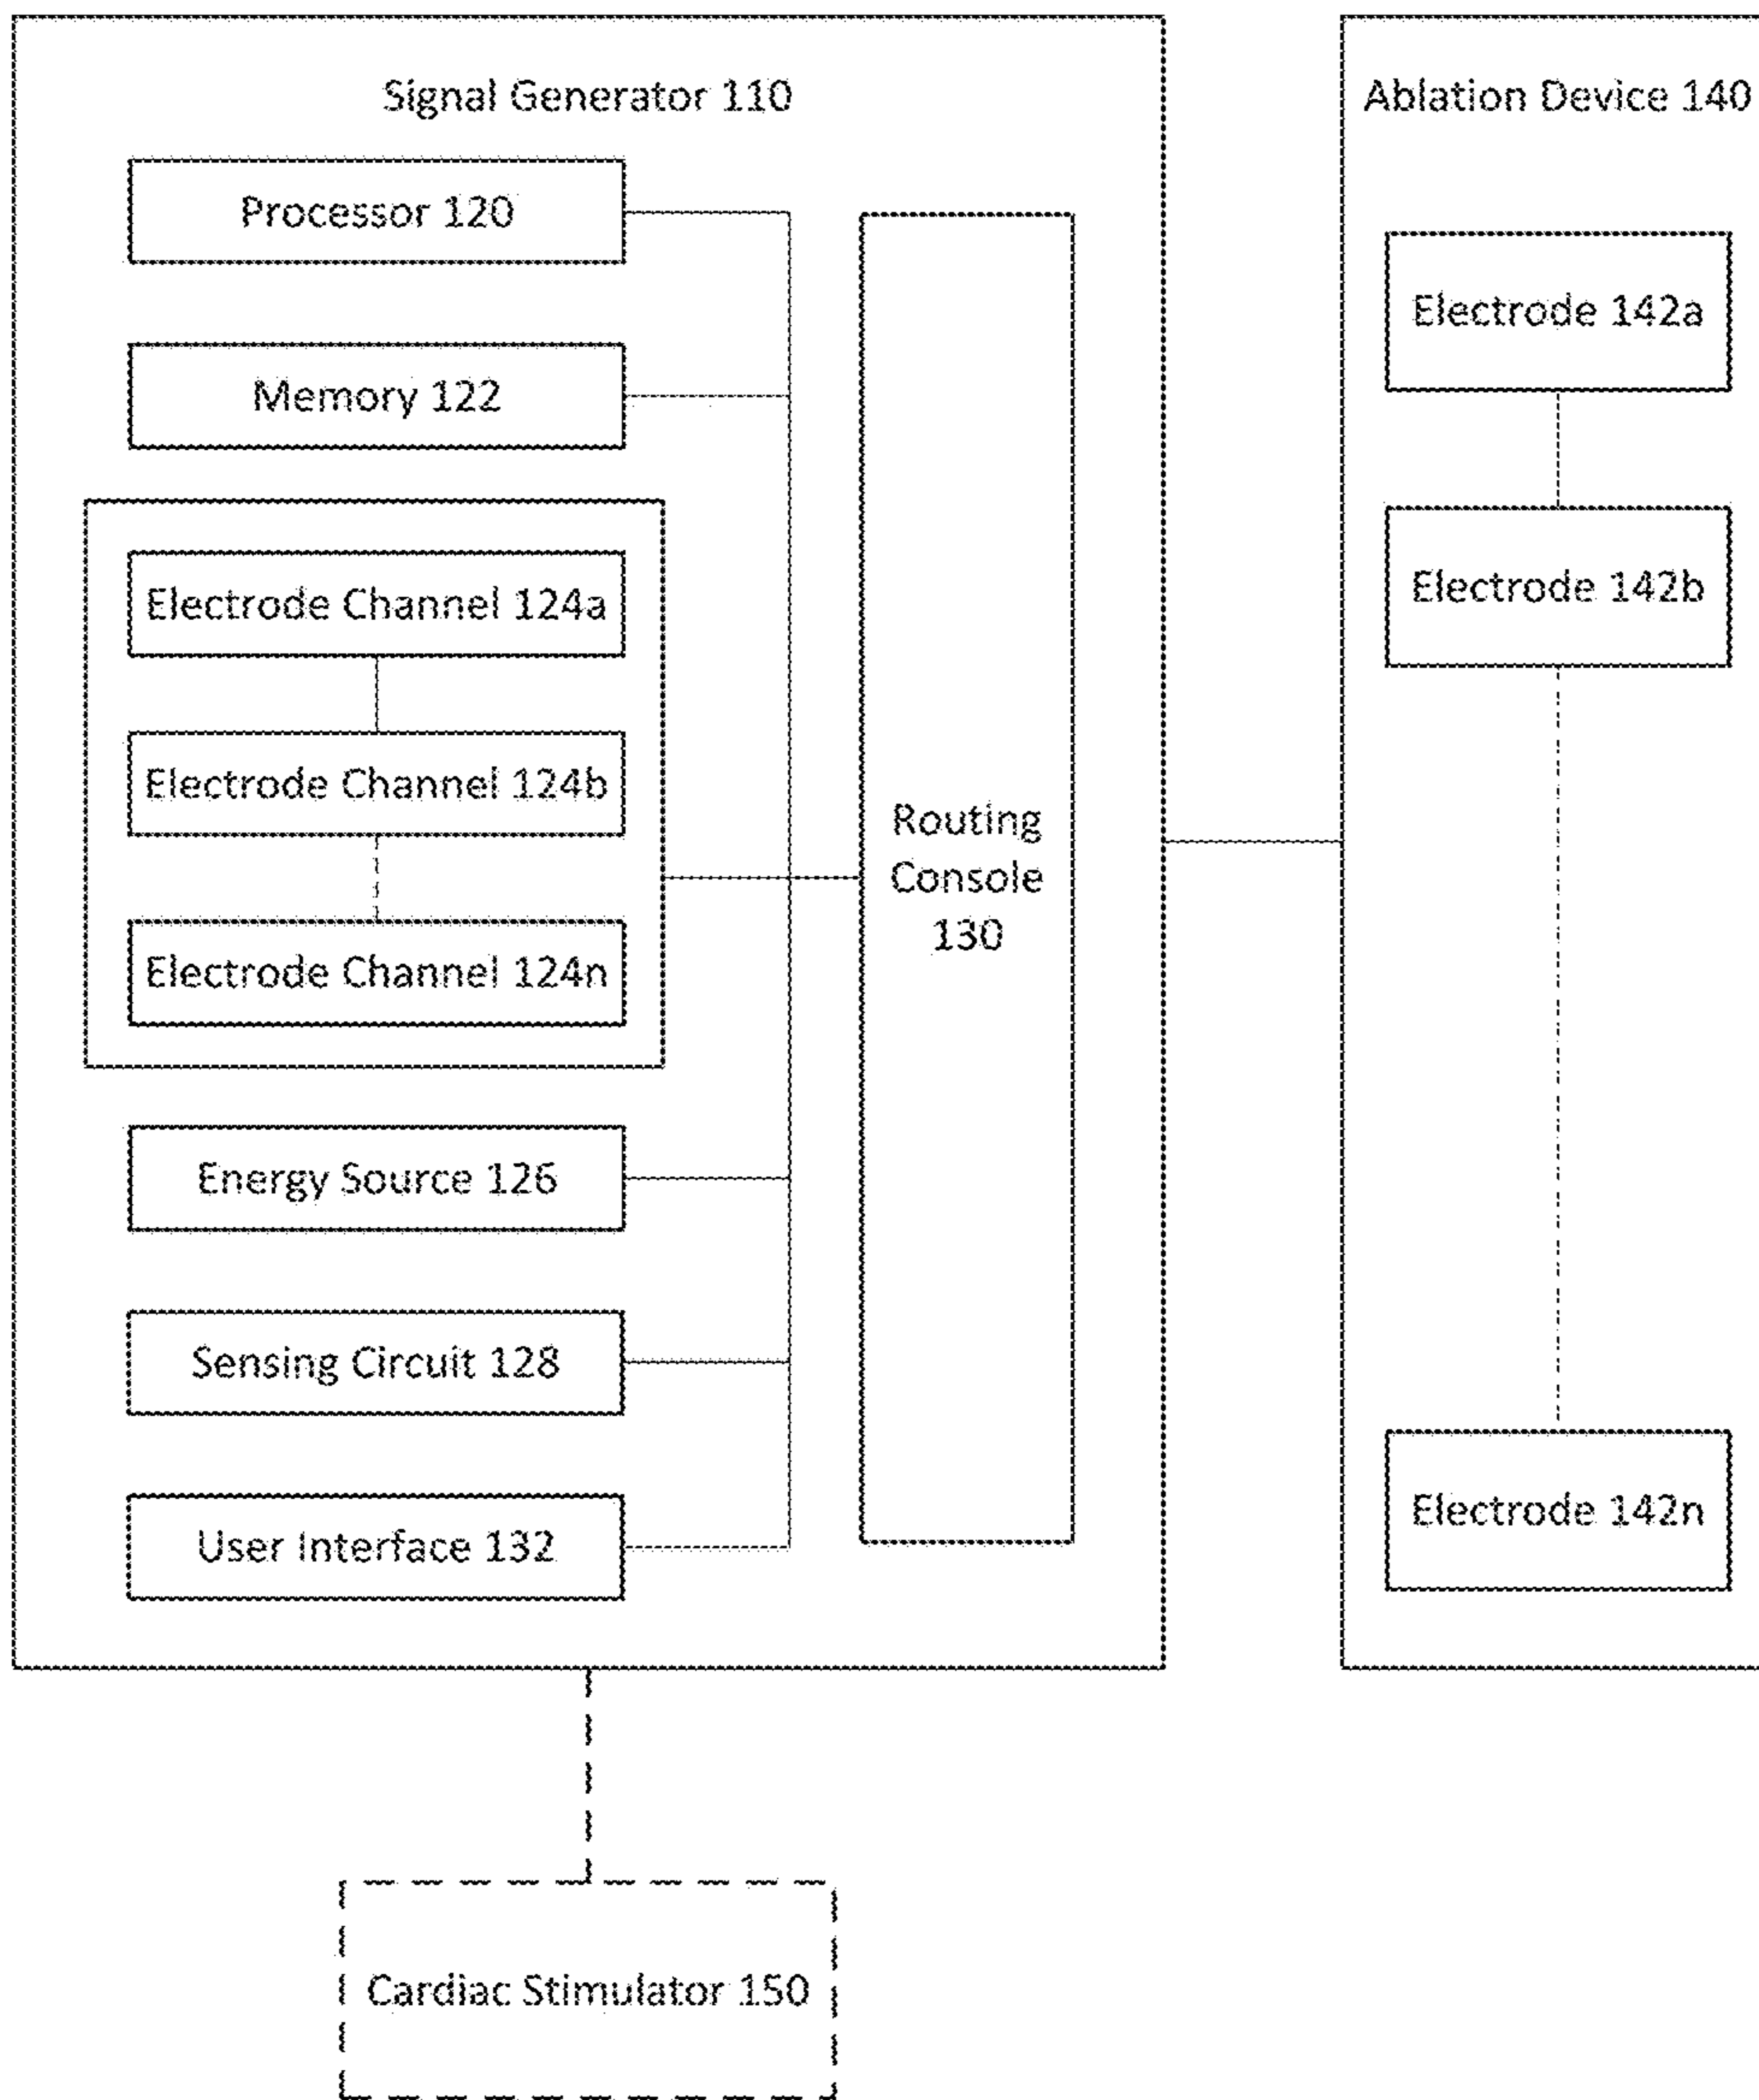 Signal Generator 110
Processor 120
Memory 122
Electrode Channel 124a
Electrode Channel 124b
Electrode Channel 124n
Energy Source 126
Sensing Circuit 128
User Interface 132
Routing
Console
130
Ablation Device 140
Electrode 142a
Electrode 142b
Electrode 142n
Cardiac Stimulator 150